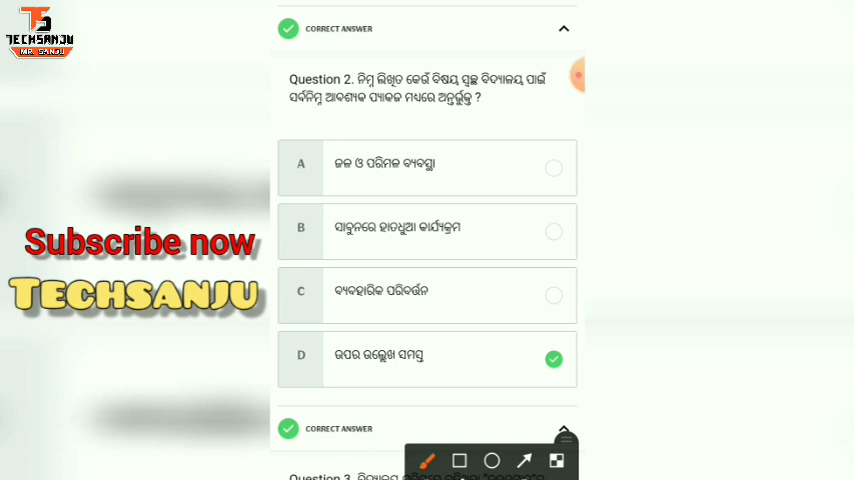 TECHSANJU
MR. SANJU
CORRECT ANSWER
Question 2. ନିମ୍ନ ଲିଖିତ କେଉଁ ବିଷୟ ସ୍ୱଚ୍ଛ ବିଦ୍ୟାଳୟ ପାଇଁ
ସର୍ବନିମ୍ନ ଆବଶ୍ୟକ ପ୍ୟାକେଜ ମଧ୍ୟରେ ଅନ୍ତର୍ଭୁକ୍ତ ?
A ଜଳ ଓ ପରିମଳ ବ୍ୟବସ୍ଥା
B ସାବୁନରେ ହାତଧୁଆ କାର୍ଯ୍ୟକ୍ରମ
C ବ୍ୟବହାରିକ ପରିବର୍ତ୍ତନ
D ଉପର ଉଲ୍ଲେଖ ସମସ୍ତ
Subscribe now
TECHSANJU
CORRECT ANSWER
Question 3. ବିଦ୍ୟାଳୟ